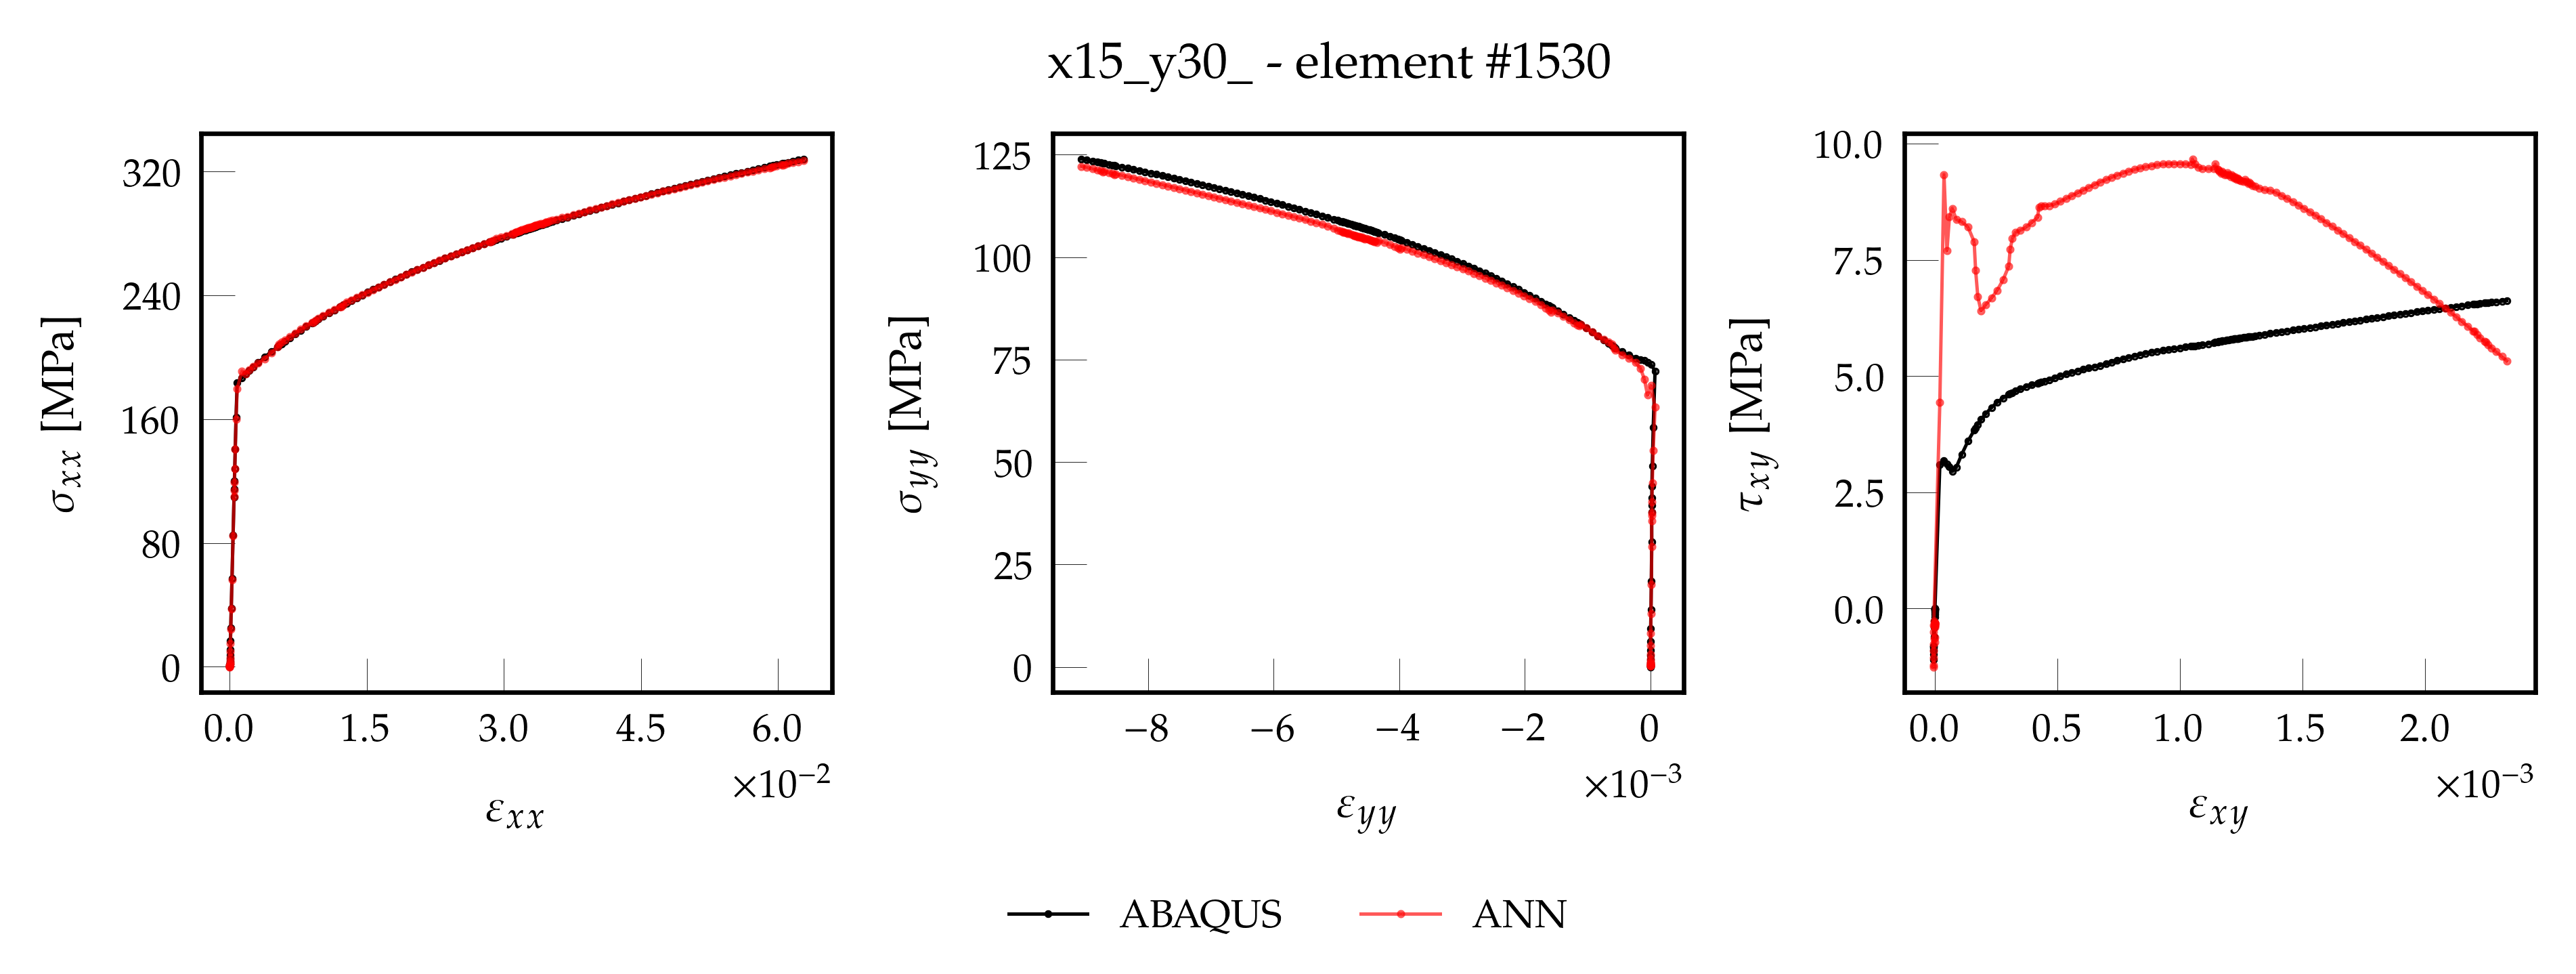 x15_y30_ - element #1530
320
240
160
80
0
σxx [MPa]
0.0 1.5 3.0 4.5 6.0
×10−2
εxx
125
100
75
50
25
0
σyy [MPa]
−8 −6 −4 −2 0
×10−3
εyy
10.0
7.5
5.0
2.5
0.0
τxy [MPa]
0.0 0.5 1.0 1.5 2.0
×10−3
εxy
ABAQUS ANN